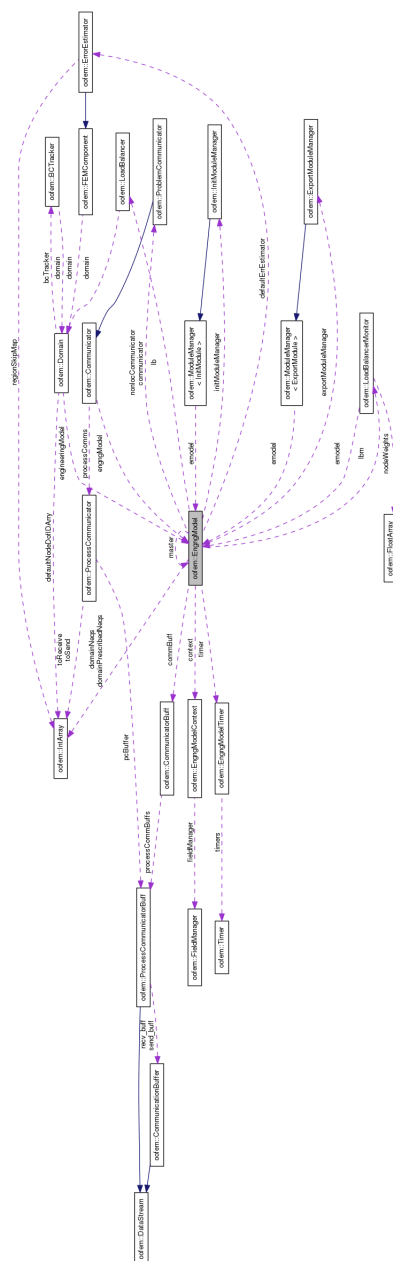 oofem::ErrorEstimator
oofem::ExportModuleManager
oofem::InitModuleManager
oofem::ProblemCommunicator
oofem::LoadBalancer
oofem::FEMComponent
oofem::BCTracker
defaultErrEstimator
regionSkipMap
bcTracker
domain
domain
domain
oofem::Domain
oofem::Communicator
nonlocCommunicator
communicator
lb
oofem::ModuleManager
< InitModule >
initModuleManager
oofem::ModuleManager
< ExportModule >
exportModuleManager
oofem::LoadBalancerMonitor
engineeringModel
processComms
engngModel
emodel
emodel
emodel
lbm
nodeWeights
defaultNodeDofIDArry
oofem::ProcessCommunicator
master
oofem::EngngModel
oofem::FloatArray
toReceive
toSend
domainNeqs
domainPrescribedNeqs
commBuff
context
timer
oofem::IntArray
pcBuffer
oofem::CommunicatorBuff
oofem::EngngModelContext
oofem::EngngModelTimer
processCommBuffs
fieldManager
timers
oofem::ProcessCommunicatorBuff
oofem::FieldManager
oofem::Timer
recv_buff
send_buff
oofem::CommunicationBuffer
oofem::DataStream